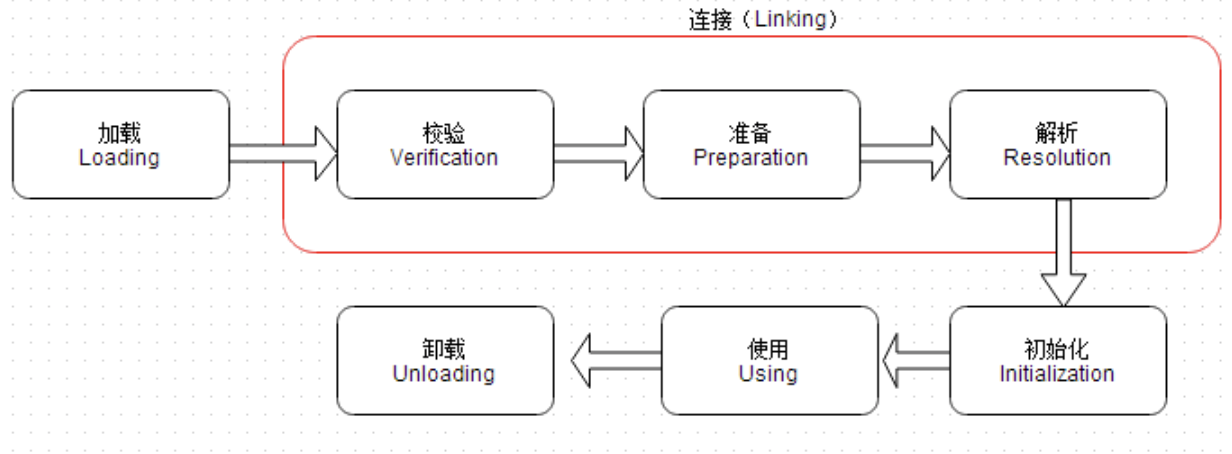 连接（Linking）
加载
Loading
校验
Verification
准备
Preparation
解析
Resolution
初始化
Initialization
使用
Using
卸载
Unloading